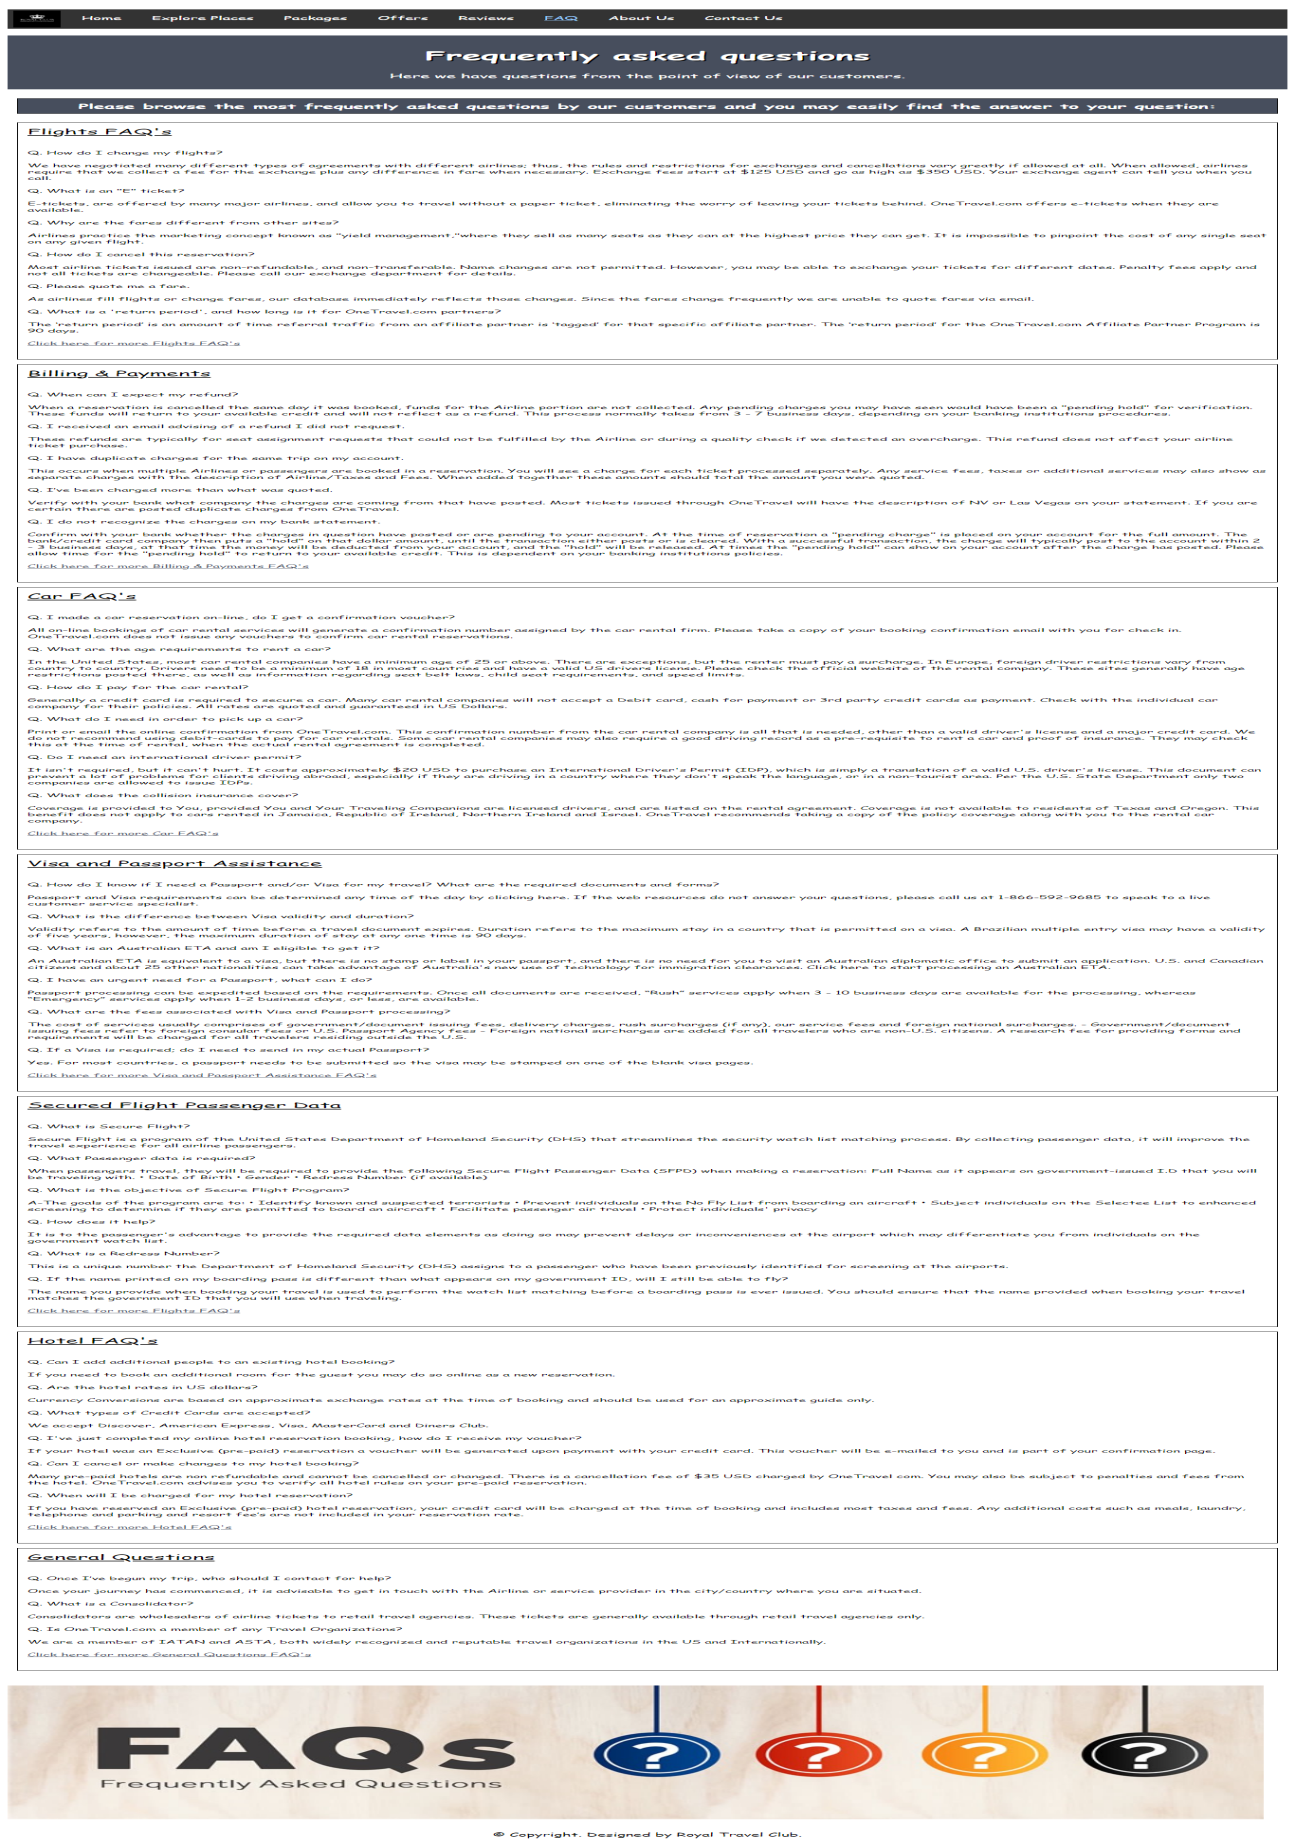 Home Explore Places Packages Offers Reviews FAQ About Us Contact Us
Frequently asked questions
Here we have questions from the point of view of our customers.
Please browse the most frequently asked questions by our customers and you may easily find the answer to your question:
Flights FAQ's
Q. How do I change my flights?
We have negotiated many different types of agreements with different airlines; thus, the rules and restrictions for exchanges and cancellations vary greatly if allowed at all. When allowed, airlines
require that we collect a fee for the exchange plus any difference in fare when necessary. Exchange fees start at $125 USD and go as high as $350 USD. Your exchange agent can tell you when you
call.
Q. What is an "E" ticket?
E-tickets, are offered by many major airlines, and allow you to travel without a paper ticket, eliminating the worry of leaving your tickets behind. OneTravel.com offers e-tickets when they are
available.
Q. Why are the fares different from other sites?
Airlines practice the marketing concept known as "yield management,"where they sell as many seats as they can at the highest price they can get. It is impossible to pinpoint the cost of any single seat
on any given flight.
Q. How do I cancel this reservation?
Most airline tickets issued are non-refundable, and non-transferable. Name changes are not permitted. However, you may be able to exchange your tickets for different dates. Penalty fees apply and
not all tickets are changeable. Please call our exchange department for details.
Q. Please quote me a fare.
As airlines fill flights or change fares, our database immediately reflects those changes. Since the fares change frequently we are unable to quote fares via email.
Q. What is a 'return period', and how long is it for OneTravel.com partners?
The 'return period' is an amount of time referral traffic from an affiliate partner is 'tagged' for that specific affiliate partner. The 'return period' for the OneTravel.com Affiliate Partner Program is
90 days.
Click here for more Flights FAQ's
Billing & Payments
Q. When can I expect my refund?
When a reservation is cancelled the same day it was booked, funds for the Airline portion are not collected. Any pending charges you may have seen would have been a "pending hold" for verification.
These funds will return to your available credit and will not reflect as a refund. This process normally takes from 3 - 7 business days, depending on your banking institutions procedures.
Q. I received an email advising of a refund I did not request.
These refunds are typically for seat assignment requests that could not be fulfilled by the Airline or during a quality check if we detected an overcharge. This refund does not affect your airline
ticket purchase.
Q. I have duplicate charges for the same trip on my account.
This occurs when multiple Airlines or passengers are booked in a reservation. You will see a charge for each ticket processed separately. Any service fees, taxes or additional services may also show as
separate charges with the description of Airline/Taxes and Fees. When added together these amounts should total the amount you were quoted.
Q. I've been charged more than what was quoted.
Verify with your bank what company the charges are coming from that have posted. Most tickets issued through OneTravel will have the description of NV or Las Vegas on your statement. If you are
certain there are posted duplicate charges from OneTravel.
Q. I do not recognize the charges on my bank statement.
Confirm with your bank whether the charges in question have posted or are pending to your account. At the time of reservation a "pending charge" is placed on your account for the full amount. The
bank/credit card company then puts a "hold" on that dollar amount, until the transaction either posts or is cleared. With a successful transaction, the charge will typically post to the account within 2
- 3 business days, at that time the money will be deducted from your account, and the "hold" will be released. At times the "pending hold" can show on your account after the charge has posted. Please
allow time for the "pending hold" to return to your available credit. This is dependent on your banking institutions policies.
Click here for more Billing & Payments FAQ's
Car FAQ's
Q. I made a car reservation on-line, do I get a confirmation voucher?
All on-line bookings of car rental services will generate a confirmation number assigned by the car rental firm. Please take a copy of your booking confirmation email with you for check in.
OneTravel.com does not issue any vouchers to confirm car rental reservations.
Q. What are the age requirements to rent a car?
In the United States, most car rental companies have a minimum age of 25 or above. There are exceptions, but the renter must pay a surcharge. In Europe, foreign driver restrictions vary from
country to country. Drivers need to be a minimum of 18 in most countries and have a valid US drivers license. Please check the official website of the rental company. These sites generally have age
restrictions posted there, as well as information regarding seat belt laws, child seat requirements, and speed limits.
Q. How do I pay for the car rental?
Generally a credit card is required to secure a car. Many car rental companies will not accept a Debit card, cash for payment or 3rd party credit cards as payment. Check with the individual car
company for their policies. All rates are quoted and guaranteed in US Dollars.
Q. What do I need in order to pick up a car?
Print or email the online confirmation from OneTravel.com. This confirmation number from the car rental company is all that is needed, other than a valid driver's license and a major credit card. We
do not recommend using debit-cards to pay for car rentals. Some car rental companies may also require a good driving record as a pre-requisite to rent a car and proof of insurance. They may check
this at the time of rental, when the actual rental agreement is completed.
Q. Do I need an international driver permit?
It isn't required, but it can't hurt. It costs approximately $20 USD to purchase an International Driver's Permit (IDP), which is simply a translation of a valid U.S. driver's license. This document can
prevent a lot of problems for clients driving abroad, especially if they are driving in a country where they don't speak the language, or in a non-tourist area. Per the U.S. State Department only two
companies are allowed to issue IDPs.
Q. What does the collision insurance cover?
Coverage is provided to You, provided You and Your Traveling Companions are licensed drivers, and are listed on the rental agreement. Coverage is not available to residents of Texas and Oregon. This
benefit does not apply to cars rented in Jamaica, Republic of Ireland, Northern Ireland and Israel. OneTravel recommends taking a copy of the policy coverage along with you to the rental car
company.
Click here for more Car FAQ's
Visa and Passport Assistance
Q. How do I know if I need a Passport and/or Visa for my travel? What are the required documents and forms?
Passport and Visa requirements can be determined any time of the day by clicking here. If the web resources do not answer your questions, please call us at 1-866-592-9685 to speak to a live
customer service specialist.
Q. What is the difference between Visa validity and duration?
Validity refers to the amount of time before a travel document expires. Duration refers to the maximum stay in a country that is permitted on a visa. A Brazilian multiple entry visa may have a validity
of five years, however, the maximum duration of stay at any one time is 90 days.
Q. What is an Australian ETA and am I eligible to get it?
An Australian ETA is equivalent to a visa, but there is no stamp or label in your passport, and there is no need for you to visit an Australian diplomatic office to submit an application. U.S. and Canadian
citizens and about 25 other nationalities can take advantage of Australia's new use of technology for immigration clearances. Click here to start processing an Australian ETA.
Q. I have an urgent need for a Passport, what can I do?
Passport processing can be expedited based on the requirements. Once all documents are received, "Rush" services apply when 3 - 10 business days are available for the processing, whereas
"Emergency" services apply when 1-2 business days, or less, are available.
Q. What are the fees associated with Visa and Passport processing?
The cost of services usually comprises of government/document issuing fees, delivery charges, rush surcharges (if any), our service fees and foreign national surcharges. - Government/document
issuing fees refer to foreign consular fees or U.S. Passport Agency fees - Foreign national surcharges are added for all travelers who are non-U.S. citizens. A research fee for providing forms and
requirements will be charged for all travelers residing outside the U.S.
Q. If a Visa is required; do I need to send in my actual Passport?
Yes. For most countries, a passport needs to be submitted so the visa may be stamped on one of the blank visa pages.
Click here for more Visa and Passport Assistance FAQ's
Secured Flight Passenger Data
Q. What is Secure Flight?
Secure Flight is a program of the United States Department of Homeland Security (DHS) that streamlines the security watch list matching process. By collecting passenger data, it will improve the
travel experience for all airline passengers.
Q. What Passenger data is required?
When passengers travel, they will be required to provide the following Secure Flight Passenger Data (SFPD) when making a reservation: Full Name as it appears on government-issued I.D that you will
be traveling with. • Date of Birth • Gender • Redress Number (if available)
Q. What is the objective of Secure Flight Program?
A-The goals of the program are to: • Identify known and suspected terrorists • Prevent individuals on the No Fly List from boarding an aircraft • Subject individuals on the Selectee List to enhanced
screening to determine if they are permitted to board an aircraft • Facilitate passenger air travel • Protect individuals' privacy
Q. How does it help?
It is to the passenger's advantage to provide the required data elements as doing so may prevent delays or inconveniences at the airport which may differentiate you from individuals on the
government watch list.
Q. What is a Redress Number?
This is a unique number the Department of Homeland Security (DHS) assigns to a passenger who have been previously identified for screening at the airports.
Q. If the name printed on my boarding pass is different than what appears on my government ID, will I still be able to fly?
The name you provide when booking your travel is used to perform the watch list matching before a boarding pass is ever issued. You should ensure that the name provided when booking your travel
matches the government ID that you will use when traveling.
Click here for more Flights FAQ's
Hotel FAQ's
Q. Can I add additional people to an existing hotel booking?
If you need to book an additional room for the guest you may do so online as a new reservation.
Q. Are the hotel rates in US dollars?
Currency Conversions are based on approximate exchange rates at the time of booking and should be used for an approximate guide only.
Q. What types of Credit Cards are accepted?
We accept Discover, American Express, Visa, MasterCard and Diners Club.
Q. I've just completed my online hotel reservation booking, how do I receive my voucher?
If your hotel was an Exclusive (pre-paid) reservation a voucher will be generated upon payment with your credit card. This voucher will be e-mailed to you and is part of your confirmation page.
Q. Can I cancel or make changes to my hotel booking?
Many pre-paid hotels are non refundable and cannot be cancelled or changed. There is a cancellation fee of $35 USD charged by OneTravel com. You may also be subject to penalties and fees from
the hotel. OneTravel.com advises you to verify all hotel rules on your pre-paid reservation.
Q. When will I be charged for my hotel reservation?
If you have reserved an Exclusive (pre-paid) hotel reservation, your credit card will be charged at the time of booking and includes most taxes and fees. Any additional costs such as meals, laundry,
telephone and parking and resort fee's are not included in your reservation rate.
Click here for more Hotel FAQ's
General Questions
Q. Once I've begun my trip, who should I contact for help?
Once your journey has commenced, it is advisable to get in touch with the Airline or service provider in the city/country where you are situated.
Q. What is a Consolidator?
Consolidators are wholesalers of airline tickets to retail travel agencies. These tickets are generally available through retail travel agencies only.
Q. Is OneTravel.com a member of any Travel Organizations?
We are a member of IATAN and ASTA, both widely recognized and reputable travel organizations in the US and Internationally.
Click here for more General Questions FAQ's
FAQs
Frequently Asked Questions
? ? ? ?
© Copyright. Designed by Royal Travel Club.